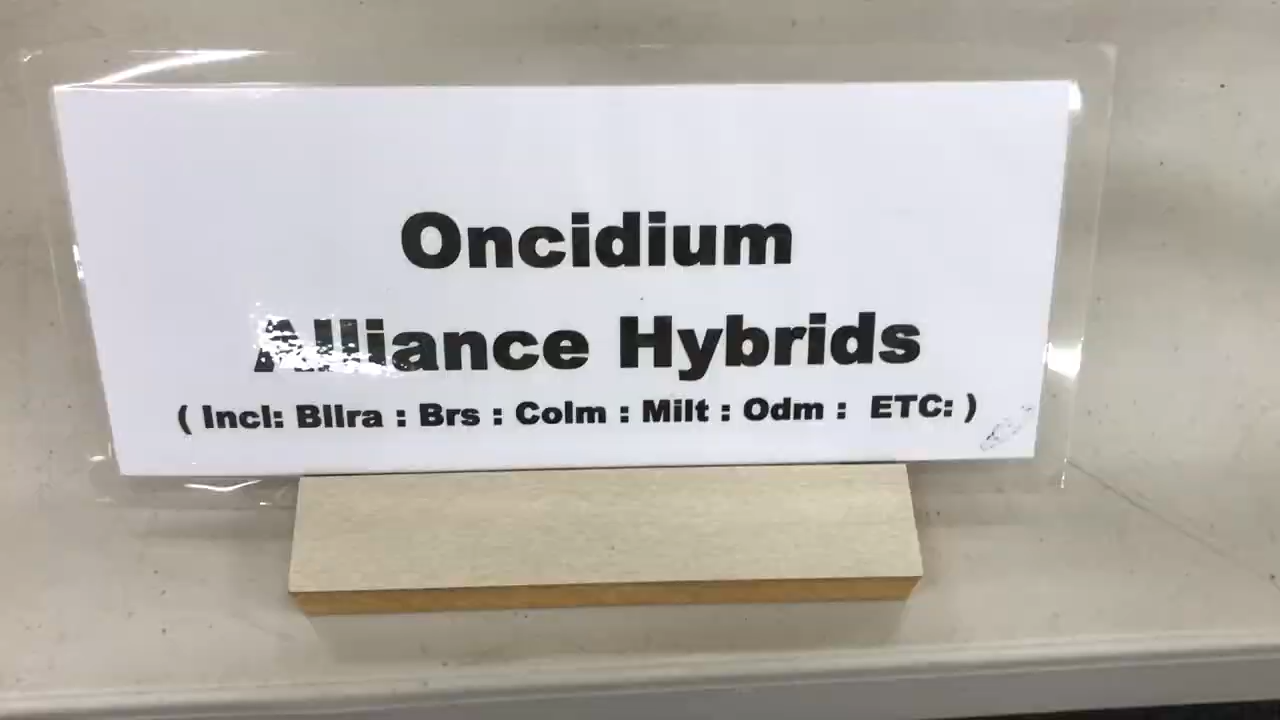 Oncidium
Alliance Hybrids
( Incl: Bllra : Brs : Colm : Milt : Odm : ETC: )